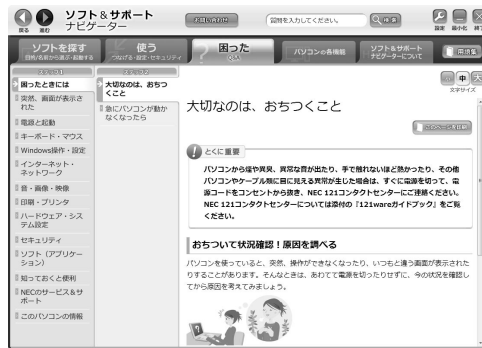 戻る 進む
ソフト&サポート
ナビゲーター
お問い合わせ
質問を入力してください。
検索
設定 最小化 終了
ソフトを探す
目的/名前から選ぶ・起動する
使う
つなげる・設定・セキュリティ
困った
Q&A
パソコンの各機能
ソフト&サポート
ナビゲーターについて
用語集
ステップ1
困ったときには
突然、画面が表示さ
れた
電源と起動
キーボード・マウス
Windows操作・設定
インターネット・
ネットワーク
音・画像・映像
印刷・プリンタ
ハードウェア・シス
テム設定
セキュリティ
ソフト(アプリケー
ション)
知っておくと便利
NECのサービス&サ
ポート
このパソコンの情報
ステップ2
大切なのは、おちつ
くこと
急にパソコンが動か
なくなったら
小 中 大
文字サイズ
大切なのは、おちつくこと
このページを印刷
とくに重要
パソコンから煙や異臭、異常な音が出たり、手で触れないほど熱かったり、その他
パソコンやケーブル類に目に見える異常が生じた場合は、すぐに電源を切って、電
源コードをコンセントから抜き、NEC 121コンタクトセンターにご連絡ください。
NEC 121コンタクトセンターについては添付の『121wareガイドブック』をご覧
ください。
おちついて状況確認!原因を調べる
パソコンを使っていると、突然、操作ができなくなったり、いつもと違う画面が表示された
りすることがあります。そんなときは、あわてて電源を切ったりせずに、今の状況を確認し
てから原因を考えてみましょう。